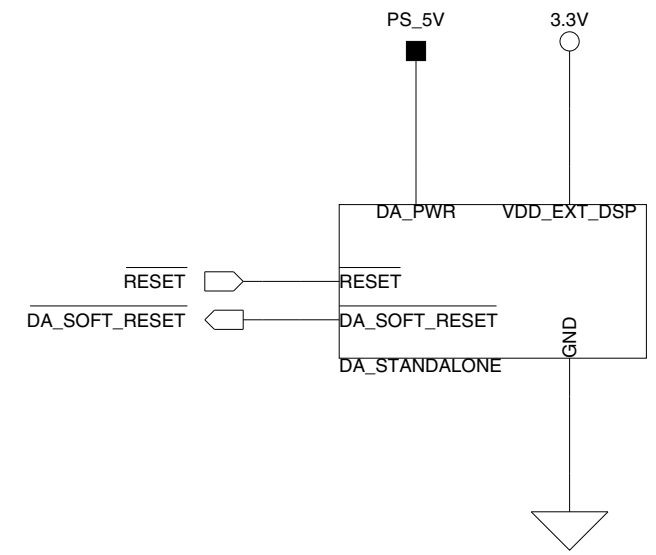 PS_5V 3.3V
DA_PWR VDD_EXT_DSP
RESET RESET
DA_SOFT_RESET DA_SOFT_RESET
GND
DA_STANDALONE